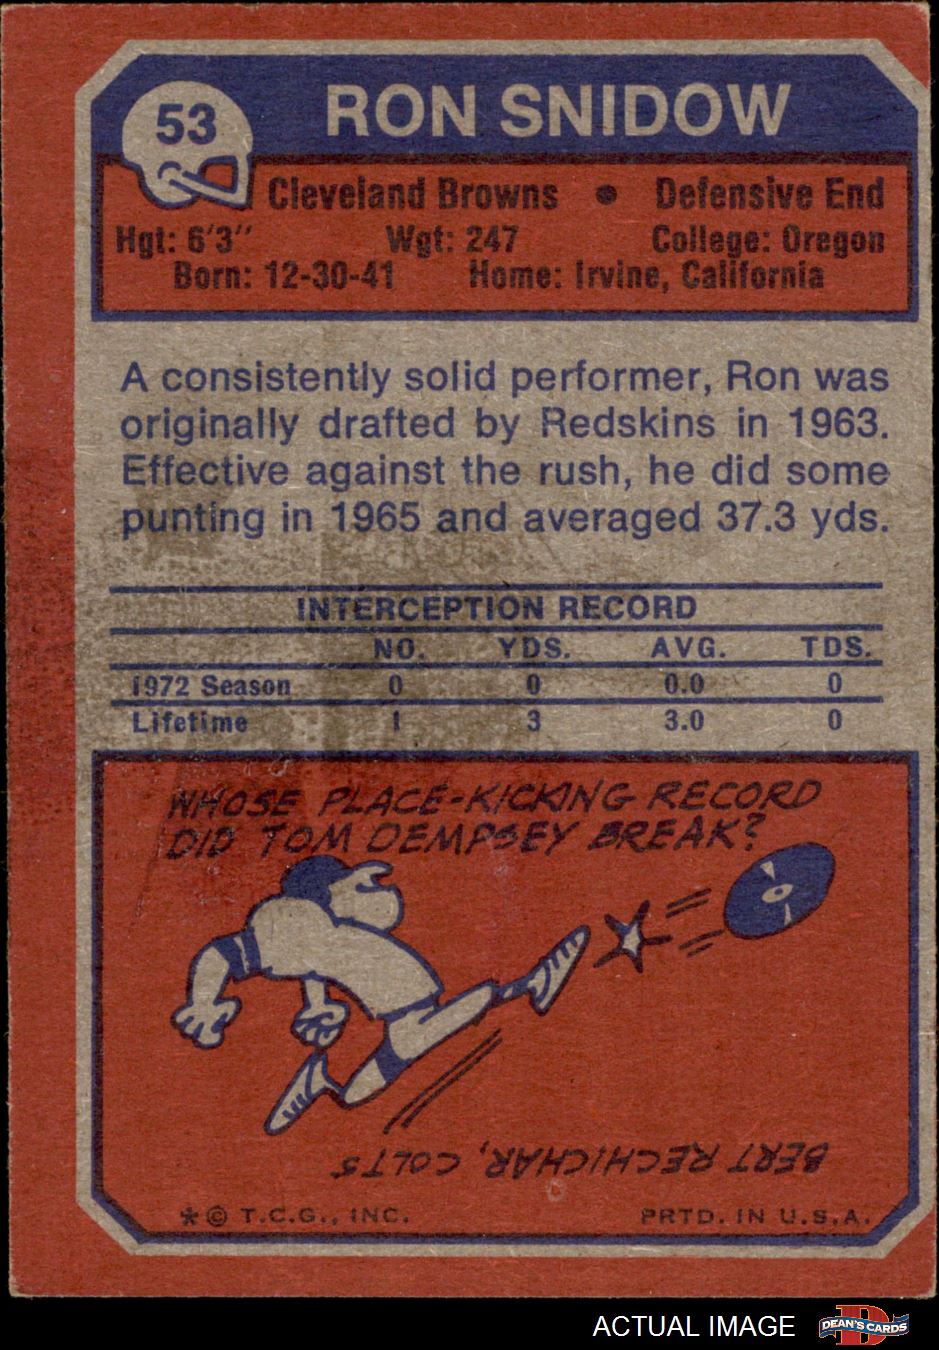 53
RON SNIDOW
Cleveland Browns • Defensive End
Hgt: 6'3" Wgt: 247 College: Oregon
Born: 12-30-41 Home: Irvine, California
A consistently solid performer, Ron was
originally drafted by Redskins in 1963.
Effective against the rush, he did some
punting in 1965 and averaged 37.3 yds.
INTERCEPTION RECORD
NO. YDS. AVG. TDS.
1972 Season 0 0 0.0 0
Lifetime 1 3 3.0 0
WHOSE PLACE-KICKING RECORD
DID TOM DEMPSEY BREAK?
BERT RECHICHAR, COLTS
* © T.C.G., INC. PRTD. IN U.S.A.
ACTUAL IMAGE
D
DEAN'S CARDS